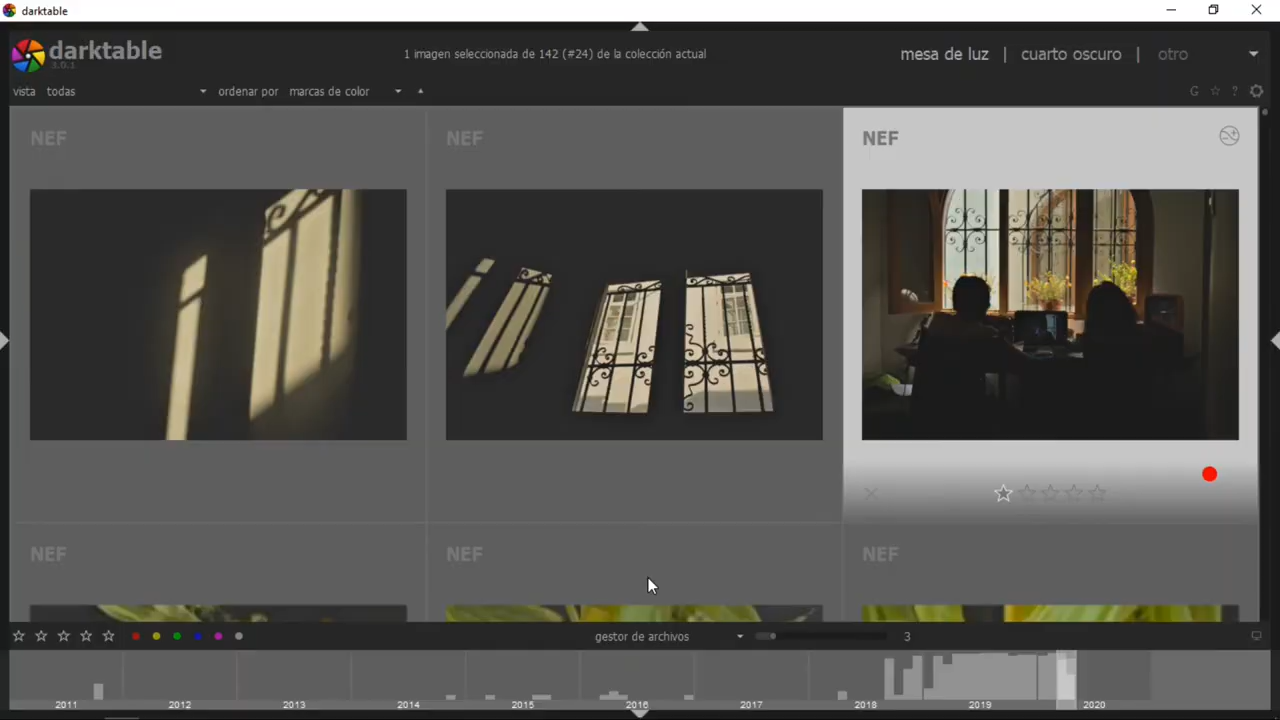 darktable
darktable
3.0.1
1 imagen seleccionada de 142 (#24) de la colección actual
mesa de luz | cuarto oscuro | otro
vista todas ordenar por marcas de color
G ☆ ?
NEF NEF NEF
NEF NEF NEF
gestor de archivos 3
2011 2012 2013 2014 2015 2016 2017 2018 2019 2020